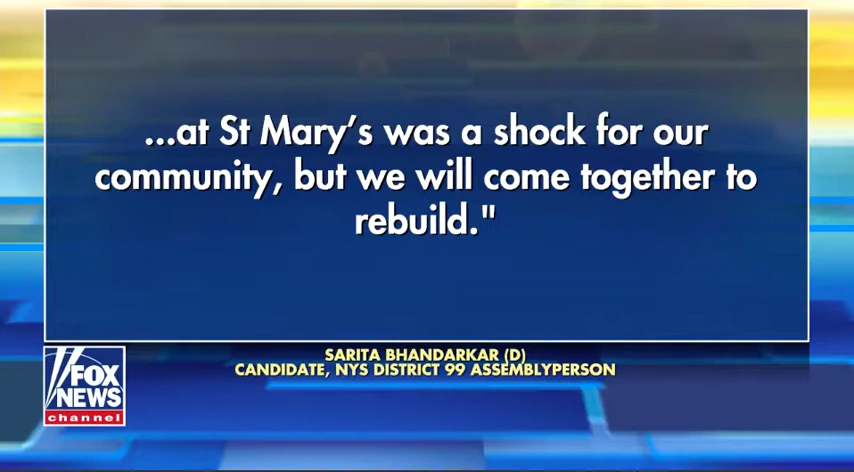 ...at St Mary's was a shock for our
community, but we will come together to
rebuild."
SARITA BHANDARKAR (D)
CANDIDATE, NYS DISTRICT 99 ASSEMBLYPERSON
FOX
NEWS
channel